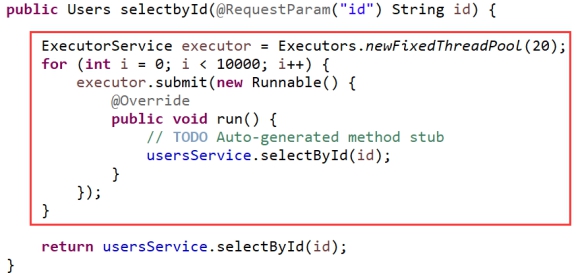 public Users selectbyId(@RequestParam("id") String id) {
ExecutorService executor = Executors.newFixedThreadPool(20);
for (int i = 0; i < 10000; i++) {
executor.submit(new Runnable() {
@Override
public void run() {
// TODO Auto-generated method stub
usersService.selectById(id);
}
});
}
return usersService.selectById(id);
}